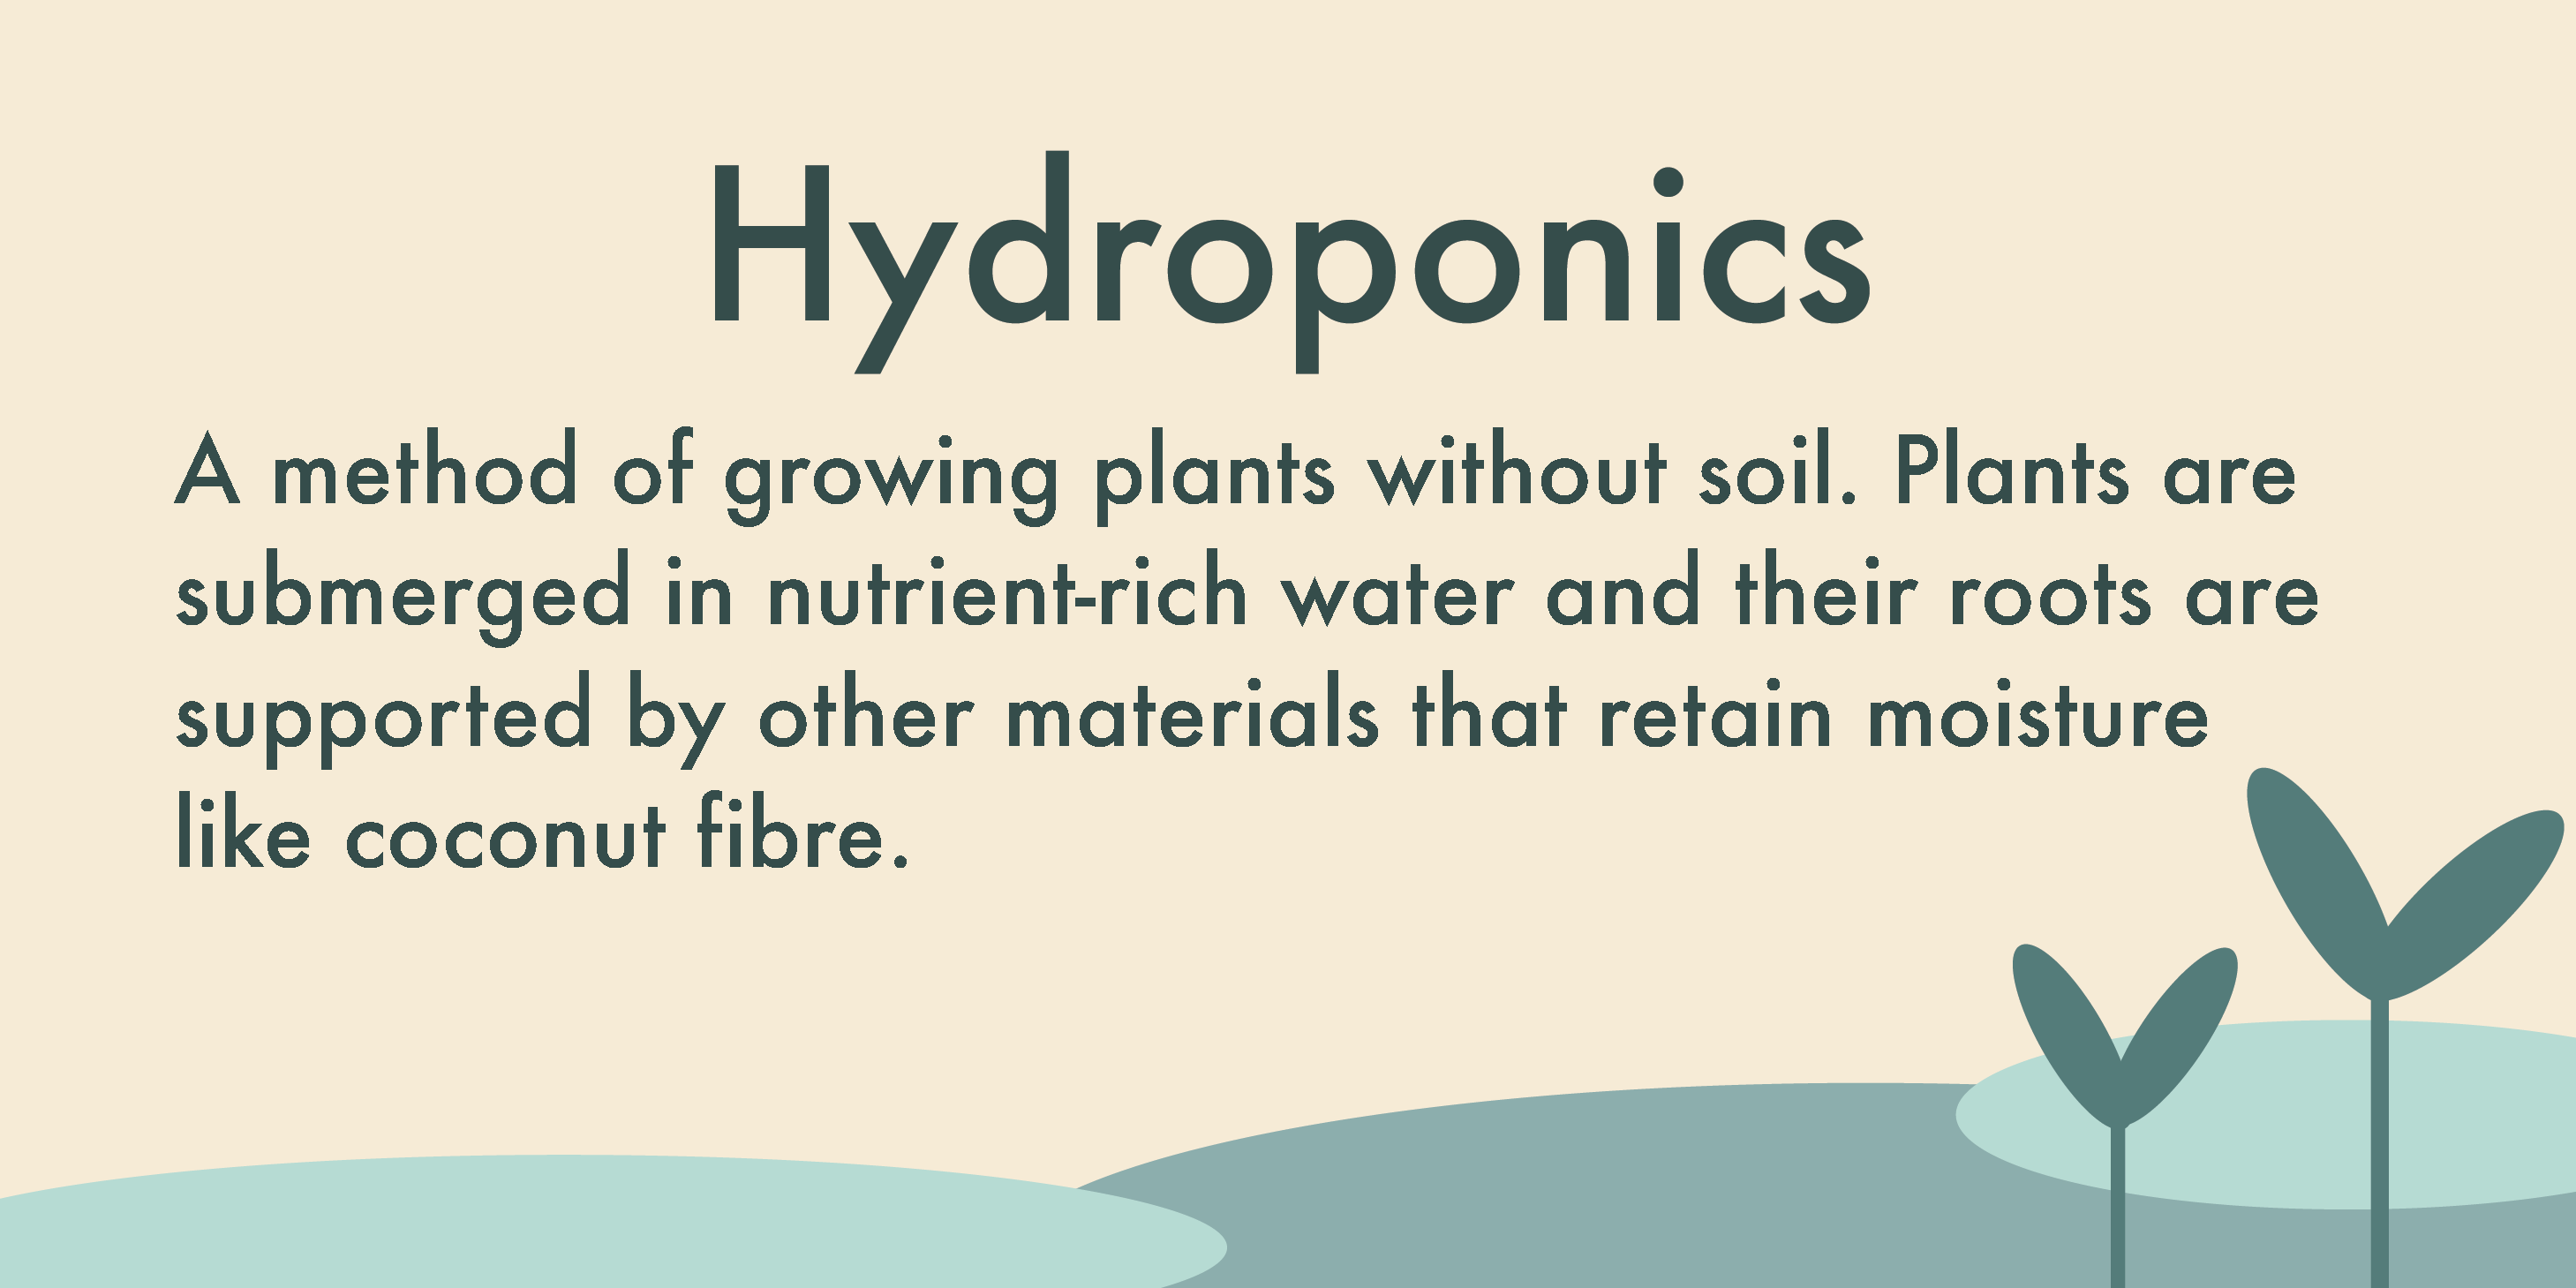 Hydroponics
A method of growing plants without soil. Plants are
submerged in nutrient-rich water and their roots are
supported by other materials that retain moisture
like coconut fibre.